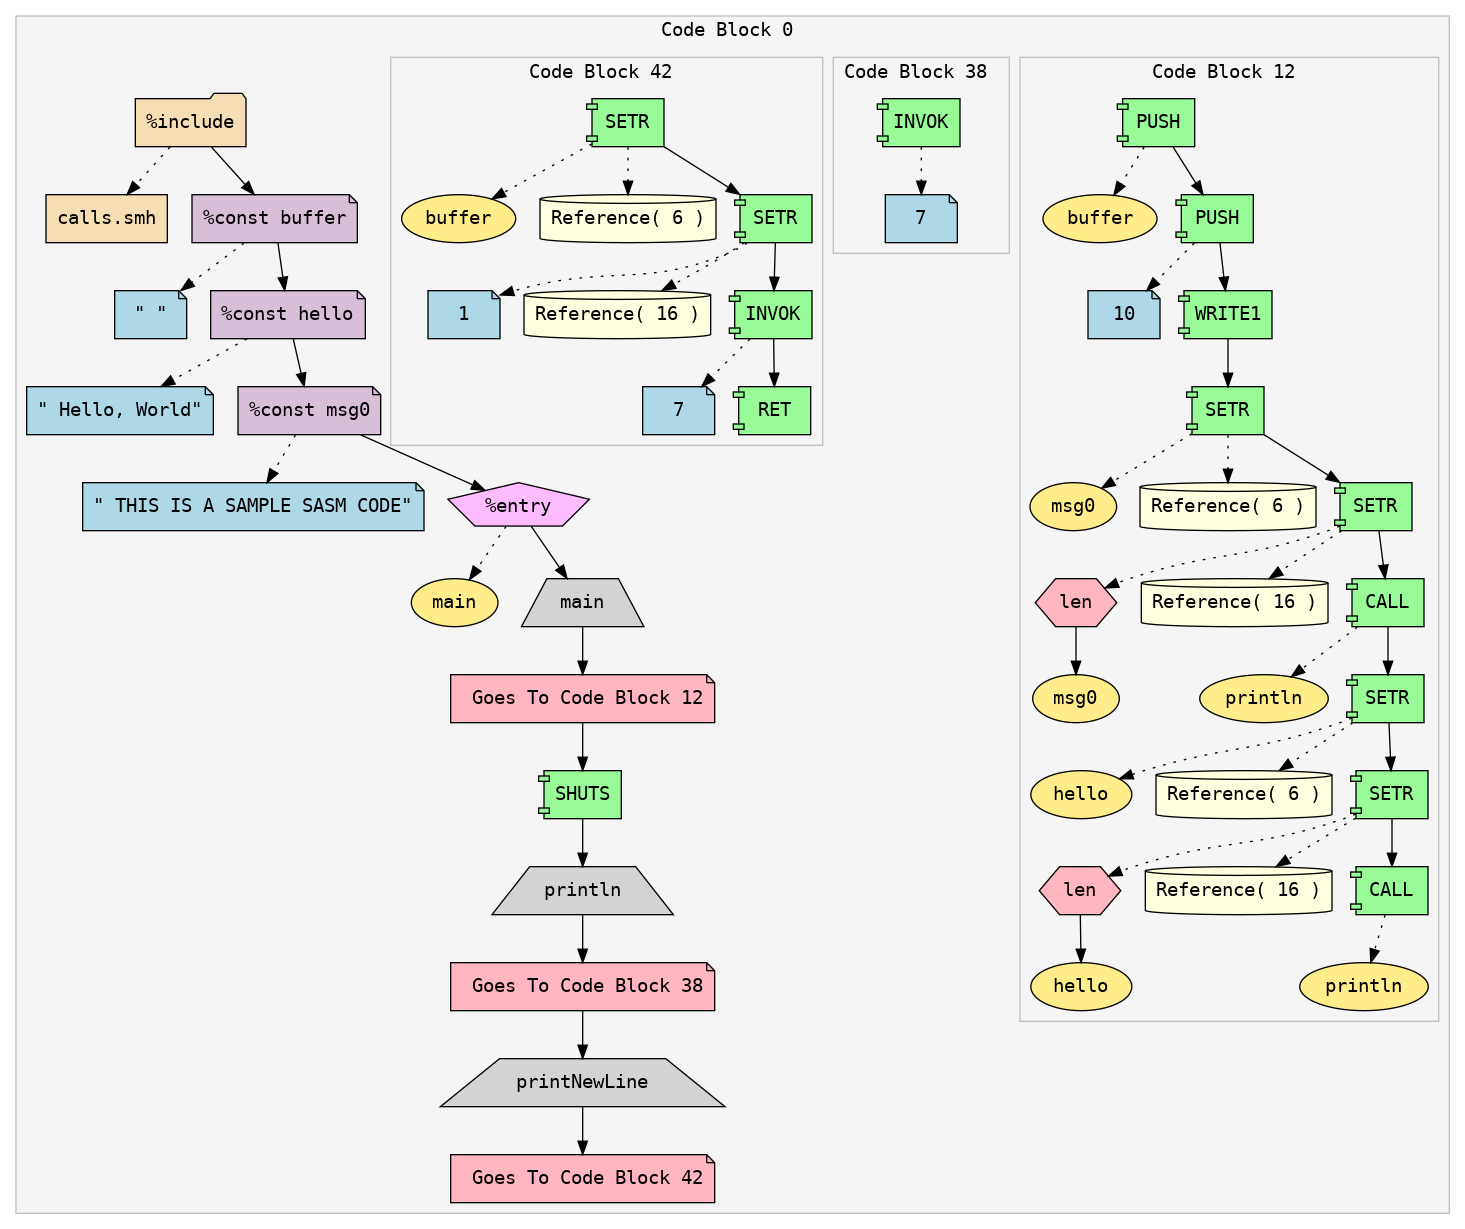 Code Block 0
%include
calls.smh
%const buffer
" "
%const hello
" Hello, World"
%const msg0
" THIS IS A SAMPLE SASM CODE"
%entry
main
main
Goes To Code Block 12
SHUTS
println
Goes To Code Block 38
printNewLine
Goes To Code Block 42
Code Block 42
SETR
buffer
Reference( 6 )
SETR
1
Reference( 16 )
INVOK
7
RET
Code Block 38
INVOK
7
Code Block 12
PUSH
buffer
PUSH
10
WRITE1
SETR
msg0
Reference( 6 )
SETR
len
Reference( 16 )
CALL
msg0
println
SETR
hello
Reference( 6 )
SETR
len
Reference( 16 )
CALL
hello
println